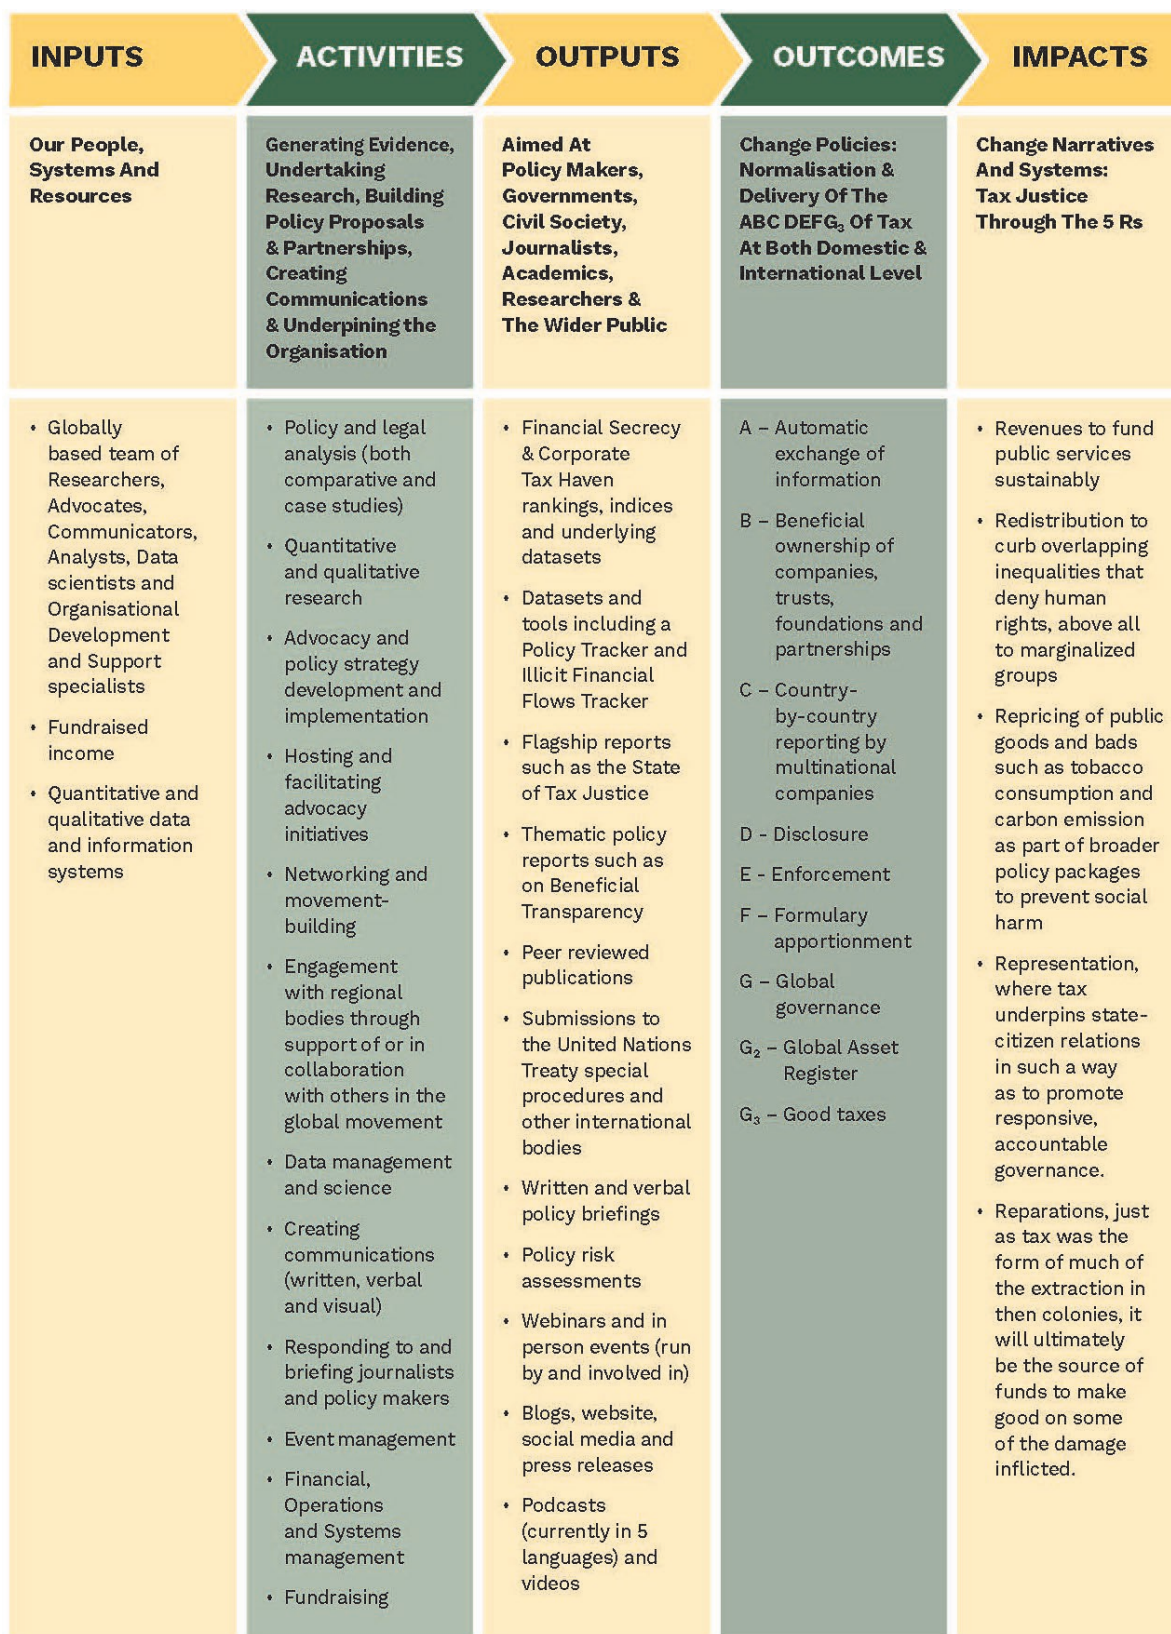 INPUTS
ACTIVITIES
OUTPUTS
OUTCOMES
IMPACTS
Our People,
Systems And
Resources
Generating Evidence,
Undertaking
Research, Building
Policy Proposals
& Partnerships,
Creating
Communications
& Underpining the
Organisation
Aimed At
Policy Makers,
Governments,
Civil Society,
Journalists,
Academics,
Researchers &
The Wider Public
Change Policies:
Normalisation &
Delivery Of The
ABC DEFG₃ Of Tax
At Both Domestic &
International Level
Change Narratives
And Systems:
Tax Justice
Through The 5 Rs
• Globally
based team of
Researchers,
Advocates,
Communicators,
Analysts, Data
scientists and
Organisational
Development
and Support
specialists
• Fundraised
income
• Quantitative and
qualitative data
and information
systems
• Policy and legal
analysis (both
comparative and
case studies)
• Quantitative
and qualitative
research
• Advocacy and
policy strategy
development and
implementation
• Hosting and
facilitating
advocacy
initiatives
• Networking and
movement-
building
• Engagement
with regional
bodies through
support of or in
collaboration
with others in the
global movement
• Data management
and science
• Creating
communications
(written, verbal
and visual)
• Responding to and
briefing journalists
and policy makers
• Event management
• Financial,
Operations
and Systems
management
• Fundraising
• Financial Secrecy
& Corporate
Tax Haven
rankings, indices
and underlying
datasets
• Datasets and
tools including a
Policy Tracker and
Illicit Financial
Flows Tracker
• Flagship reports
such as the State
of Tax Justice
• Thematic policy
reports such as
on Beneficial
Transparency
• Peer reviewed
publications
• Submissions to
the United Nations
Treaty special
procedures and
other international
bodies
• Written and verbal
policy briefings
• Policy risk
assessments
• Webinars and in
person events (run
by and involved in)
• Blogs, website,
social media and
press releases
• Podcasts
(currently in 5
languages) and
videos
A – Automatic
exchange of
information
B – Beneficial
ownership of
companies,
trusts,
foundations and
partnerships
C – Country-
by-country
reporting by
multinational
companies
D - Disclosure
E - Enforcement
F – Formulary
apportionment
G – Global
governance
G₂ – Global Asset
Register
G₃ – Good taxes
• Revenues to fund
public services
sustainably
• Redistribution to
curb overlapping
inequalities that
deny human
rights, above all
to marginalized
groups
• Repricing of public
goods and bads
such as tobacco
consumption and
carbon emission
as part of broader
policy packages
to prevent social
harm
• Representation,
where tax
underpins state-
citizen relations
in such a way
as to promote
responsive,
accountable
governance.
• Reparations, just
as tax was the
form of much of
the extraction in
then colonies, it
will ultimately
be the source of
funds to make
good on some
of the damage
inflicted.